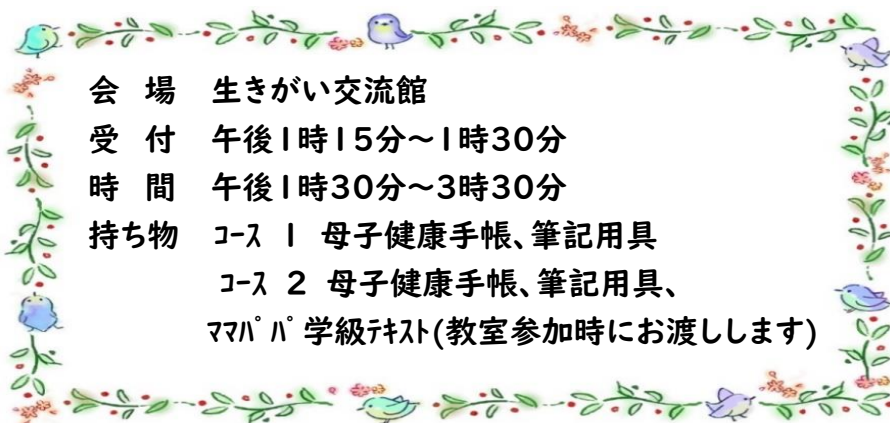 会 場 生きがい交流館
受 付 午後1時15分～1時30分
時 間 午後1時30分～3時30分
持ち物 ｺｰｽ 1 母子健康手帳、筆記用具
ｺｰｽ 2 母子健康手帳、筆記用具、
ﾏﾏﾊﾟﾊﾟ学級ﾃｷｽﾄ(教室参加時にお渡しします)